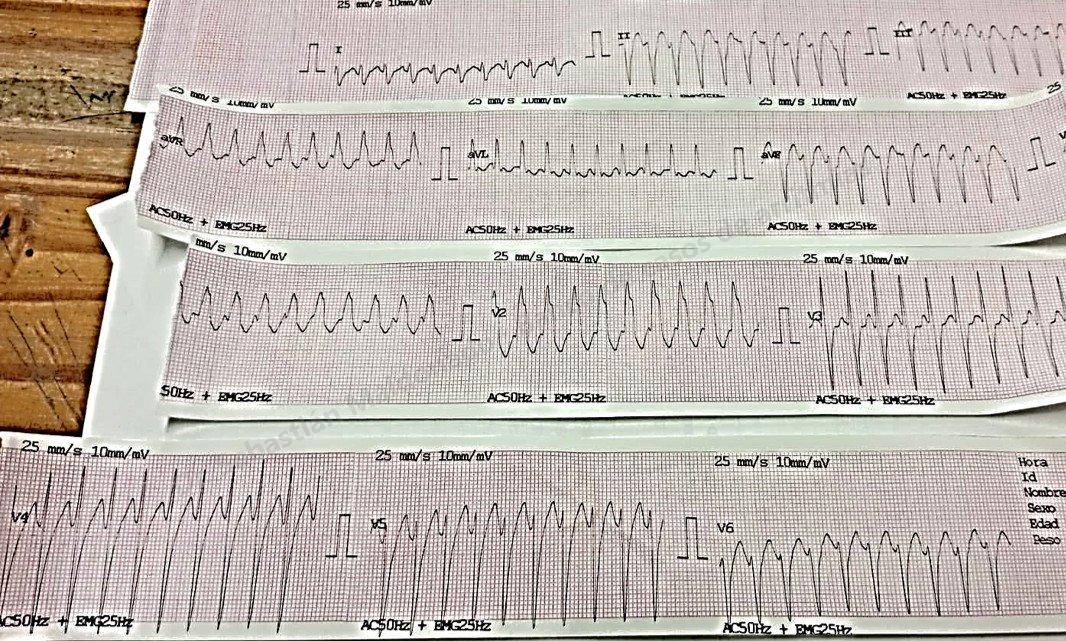 25 mm/s 10mm/mV
I
II
III
AC50Hz + EMG25Hz
25 mm/s 10mm/mV
25 mm/s 10mm/mV
25 mm/s 10mm/mV
25
aVR
aVL
aVF
V
AC50Hz + EMG25Hz
AC50Hz + EMG25Hz
AC50Hz + EMG25Hz
mm/s 10mm/mV
25 mm/s 10mm/mV
25 mm/s 10mm/mV
V2
V3
50Hz + EMG25Hz
AC50Hz + EMG25Hz
AC50Hz + EMG25Hz
25 mm/s 10mm/mV
25 mm/s 10mm/mV
25 mm/s 10mm/mV
V4
V5
V6
Hora
Id
Nombre
Sexo
Edad
Peso
AC50Hz + EMG25Hz
AC50Hz + EMG25Hz
AC50Hz + EMG25Hz